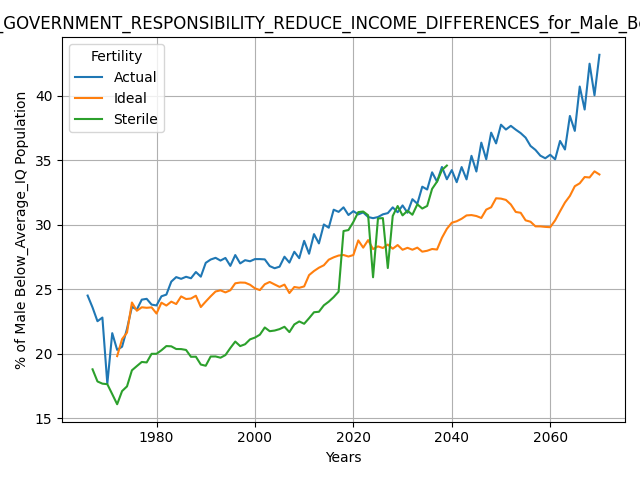 _GOVERNMENT_RESPONSIBILITY_REDUCE_INCOME_DIFFERENCES_for_Male_Be
Fertility
Actual
Ideal
Sterile
% of Male Below_Average_IQ Population
40
35
30
25
20
15
1980
2000
2020
2040
2060
Years